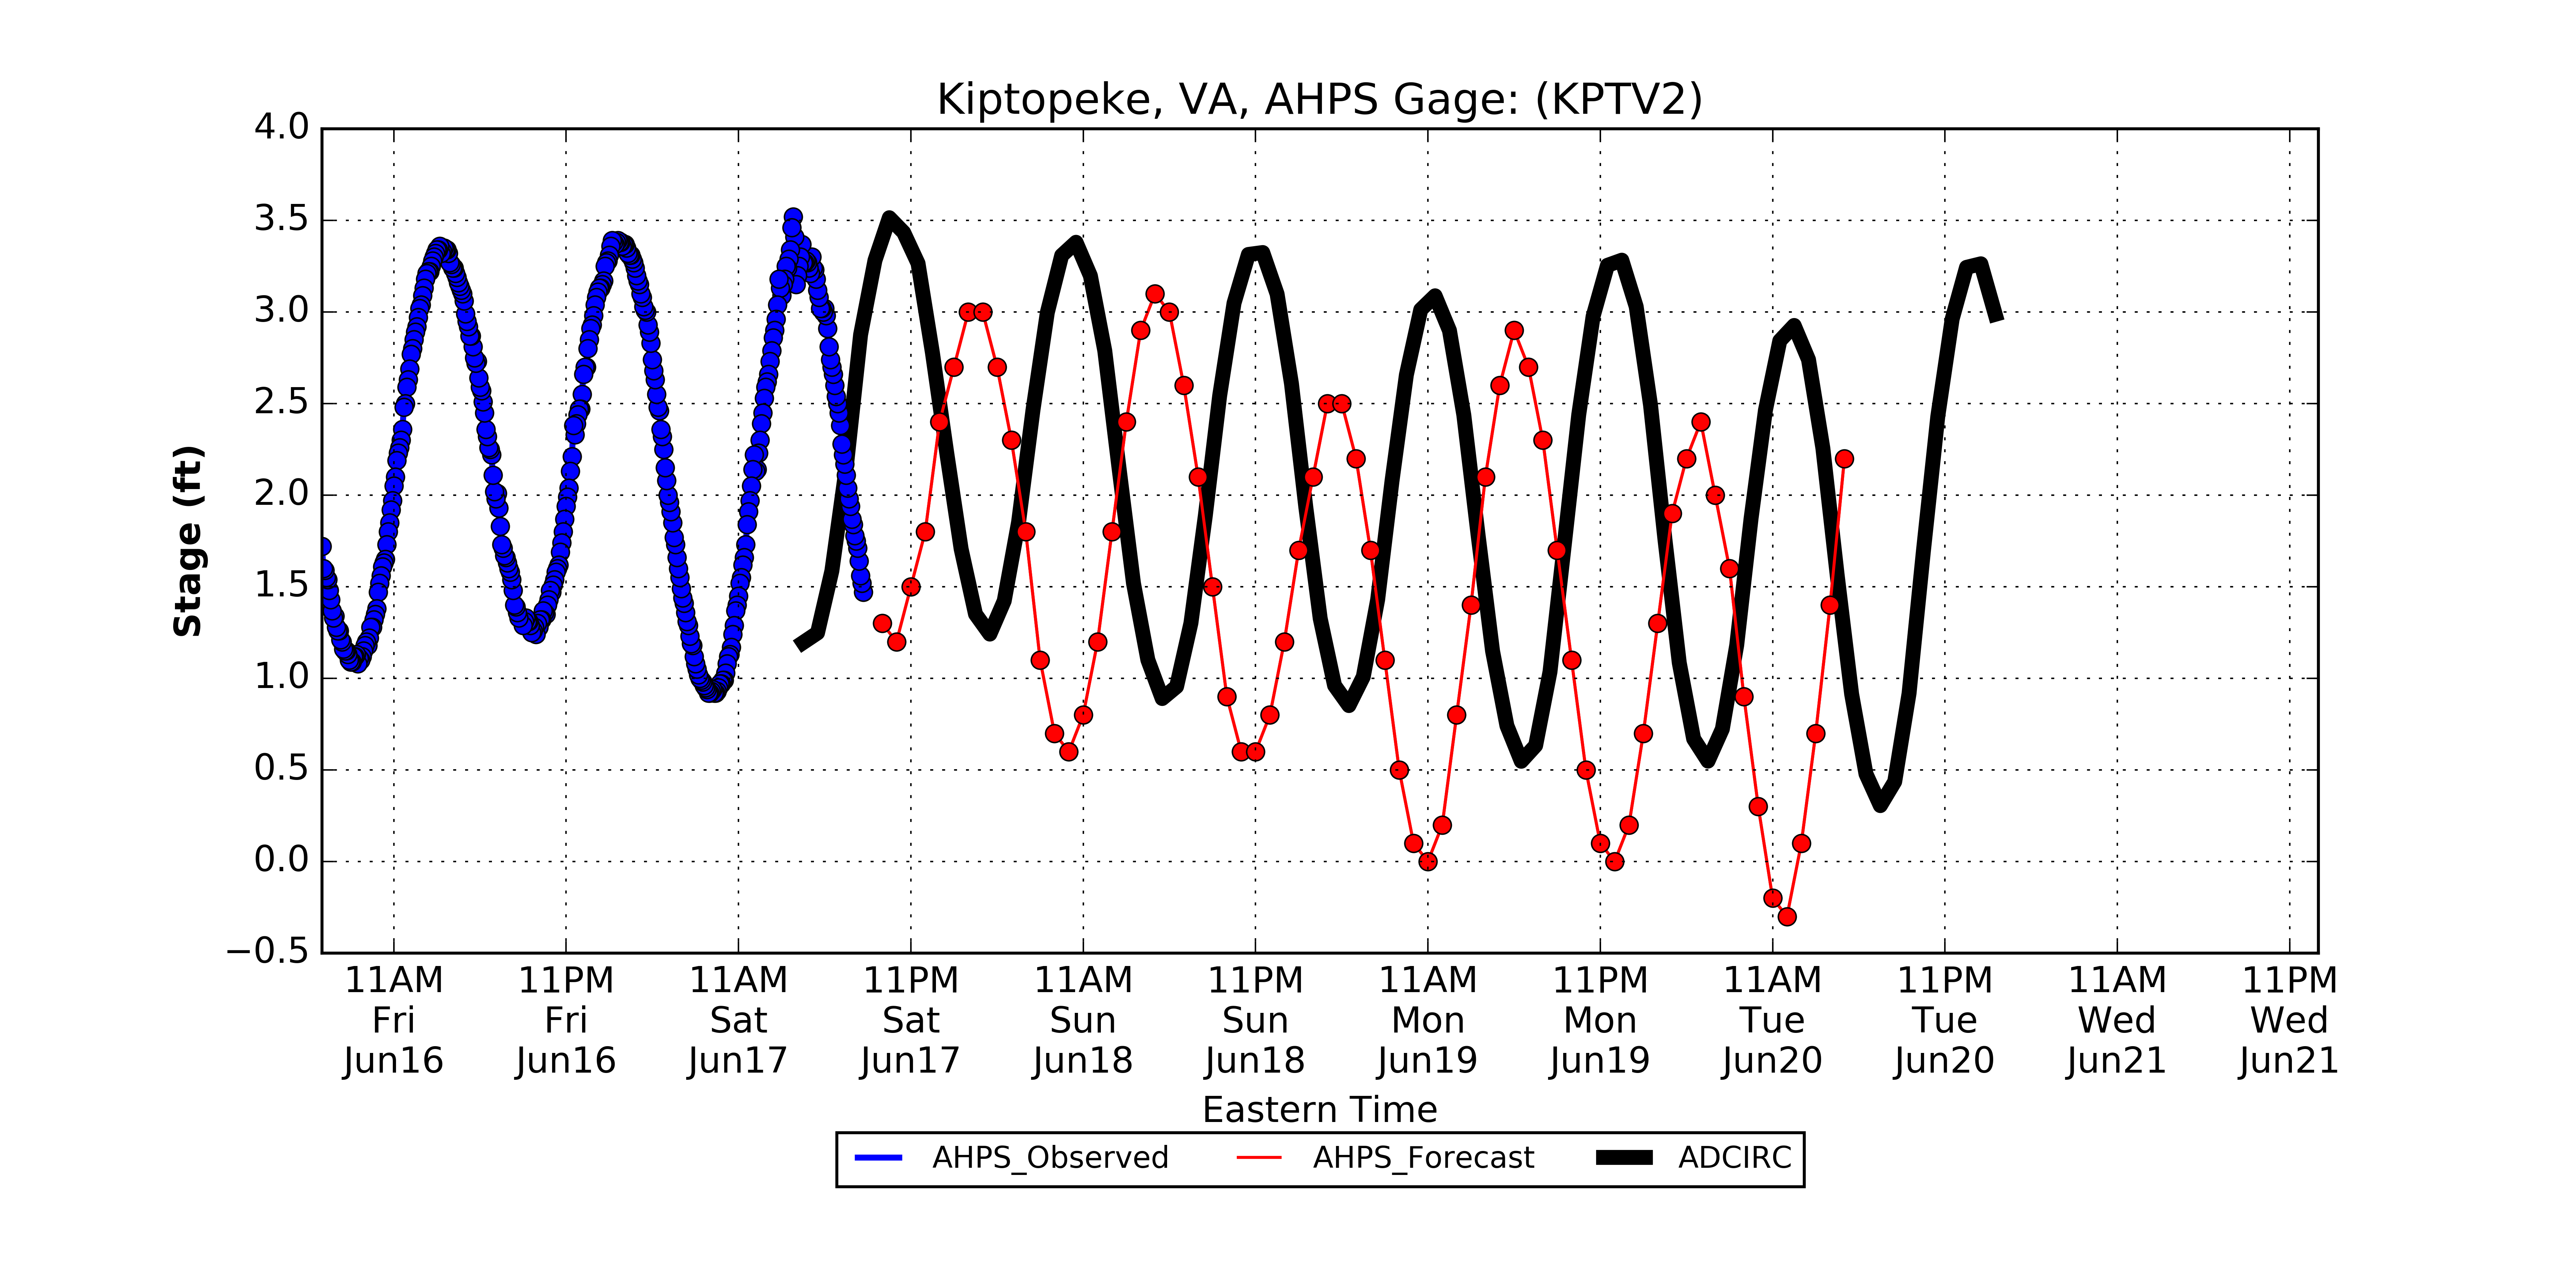 Kiptopeke, VA, AHPS Gage: (KPTV2)
4.0
3.5
3.0
2.5
2.0
1.5
1.0
0.5
0.0
−0.5
Stage (ft)
11AM 11PM 11AM 11PM 11AM 11PM 11AM 11PM 11AM 11PM 11AM 11PM
Fri Fri Sat Sat Sun Sun Mon Mon Tue Tue Wed Wed
Jun16 Jun16 Jun17 Jun17 Jun18 Jun18 Jun19 Jun19 Jun20 Jun20 Jun21 Jun21
Eastern Time
AHPS_Observed AHPS_Forecast ADCIRC